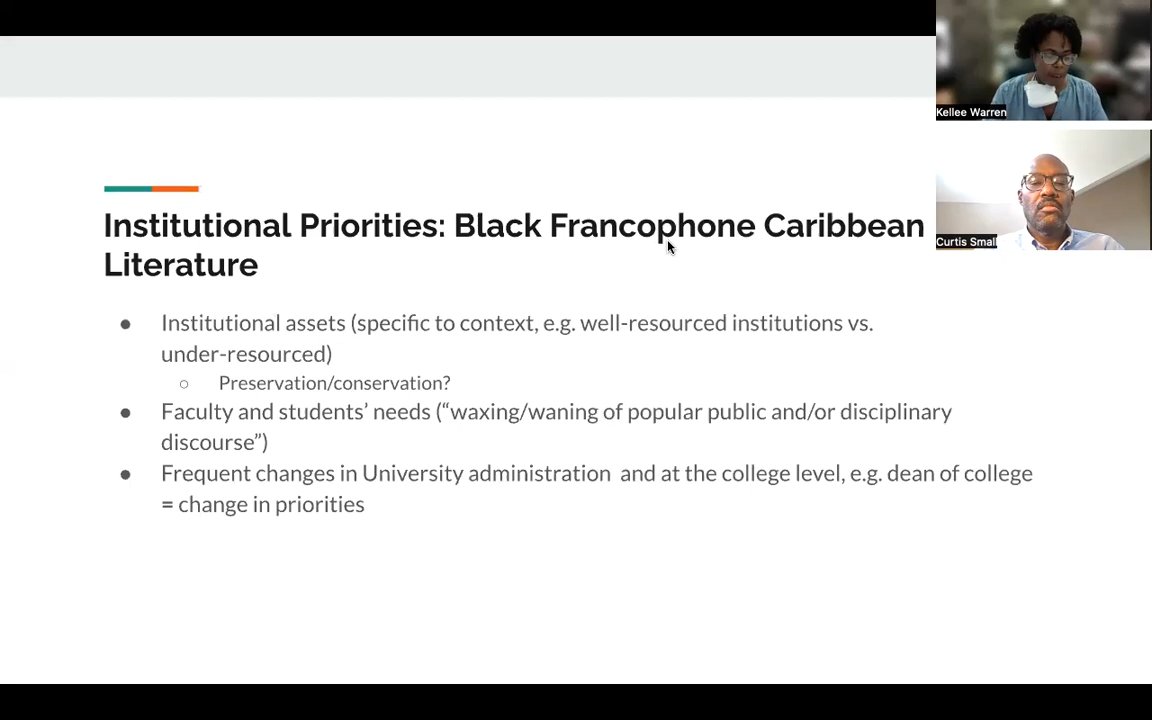 Institutional Priorities: Black Francophone Caribbean
Literature
● Institutional assets (specific to context, e.g. well-resourced institutions vs.
under-resourced)
○ Preservation/conservation?
● Faculty and students’ needs (“waxing/waning of popular public and/or disciplinary
discourse”)
● Frequent changes in University administration and at the college level, e.g. dean of college
= change in priorities
Kellee Warren
Curtis Small